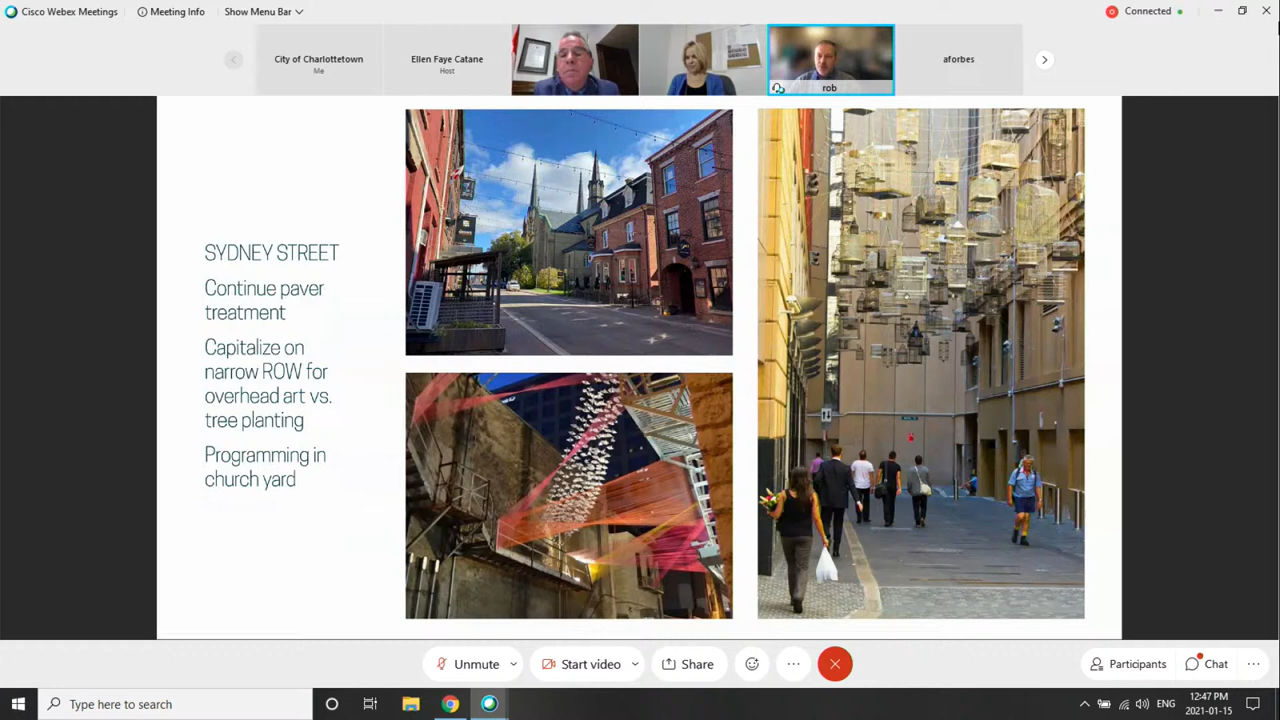 Cisco Webex Meetings
Meeting Info
Show Menu Bar
Connected
City of Charlottetown
Me
Ellen Faye Catane
Host
rob
aforbes
SYDNEY STREET
Continue paver
treatment
Capitalize on
narrow ROW for
overhead art vs.
tree planting
Programming in
church yard
Unmute
Start video
Share
Participants
Chat
Type here to search
ENG
12:47 PM
2021-01-15